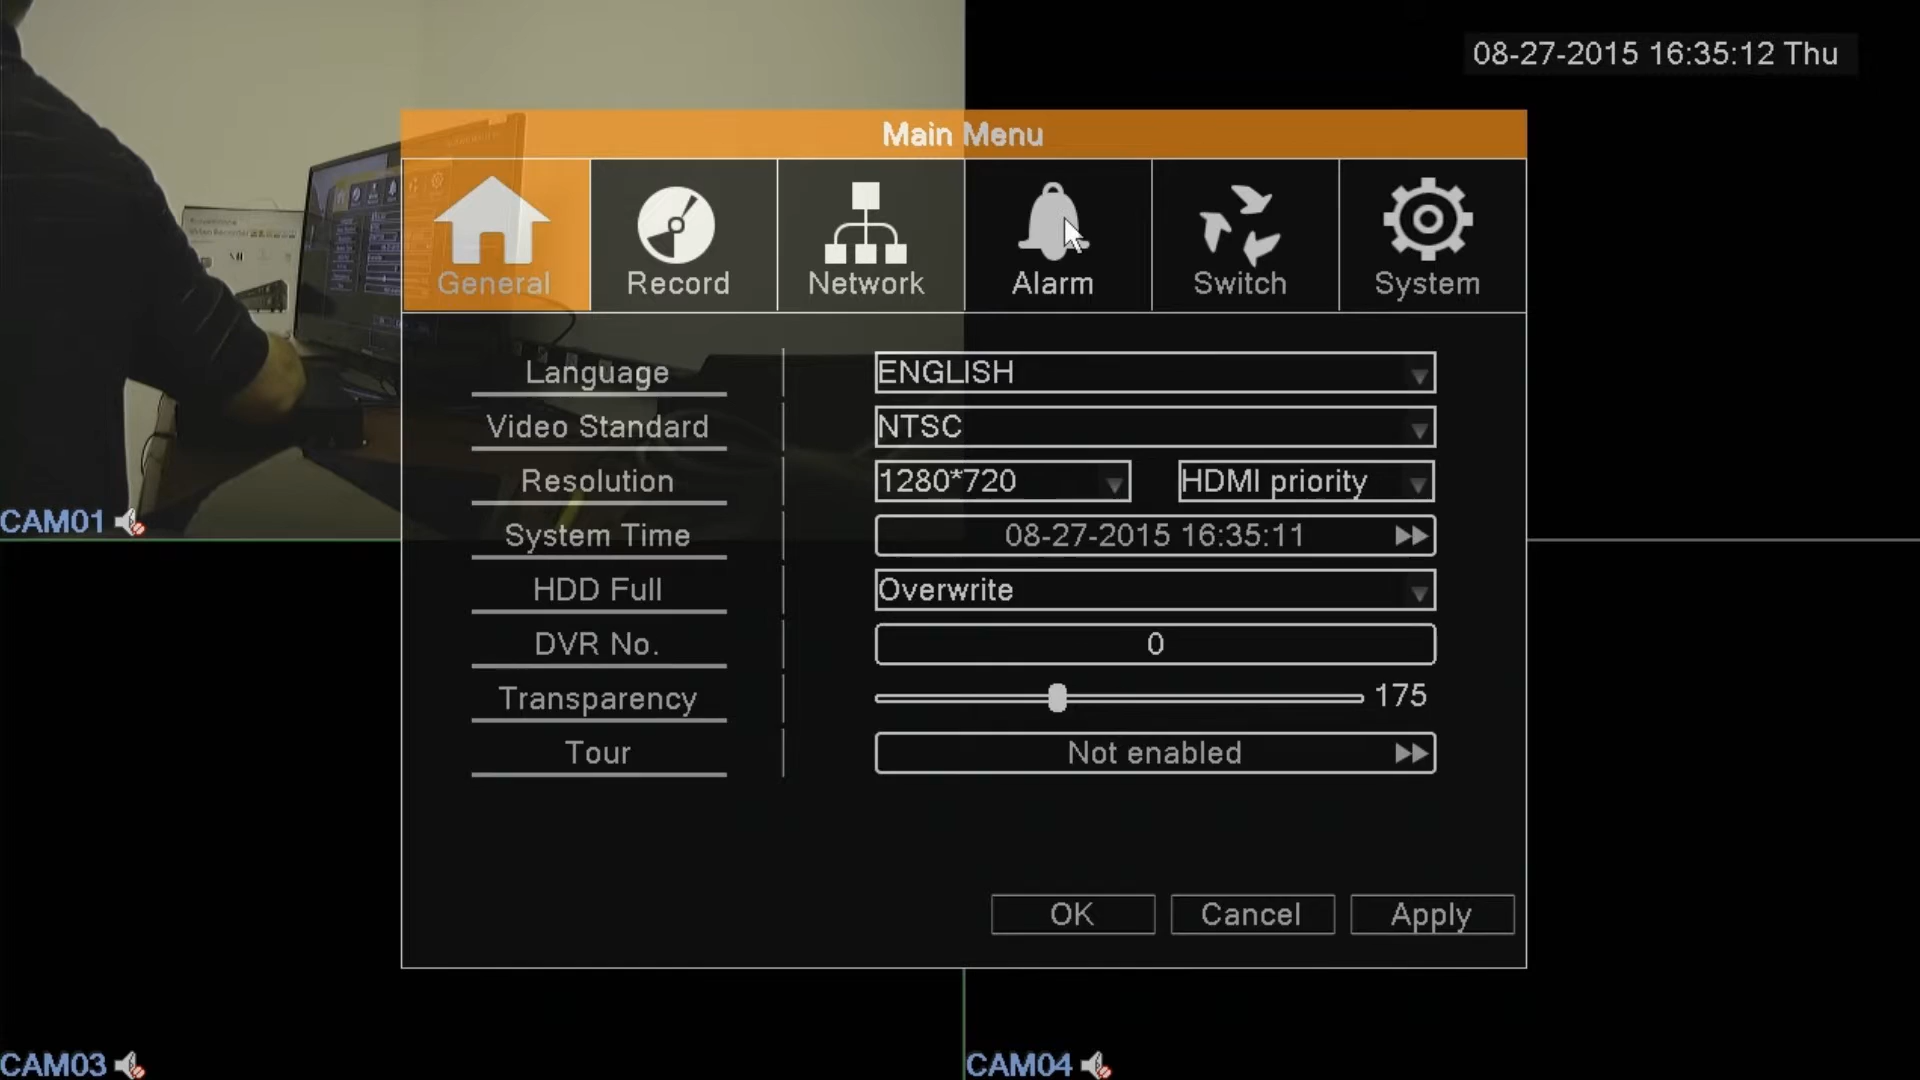 08-27-2015 16:35:12 Thu
Main Menu
General
Record
Network
Alarm
Switch
System
Language
ENGLISH
Video Standard
NTSC
Resolution
1280*720
HDMI priority
System Time
08-27-2015 16:35:11
HDD Full
Overwrite
DVR No.
0
Transparency
175
Tour
Not enabled
OK
Cancel
Apply
CAM01
CAM03
CAM04